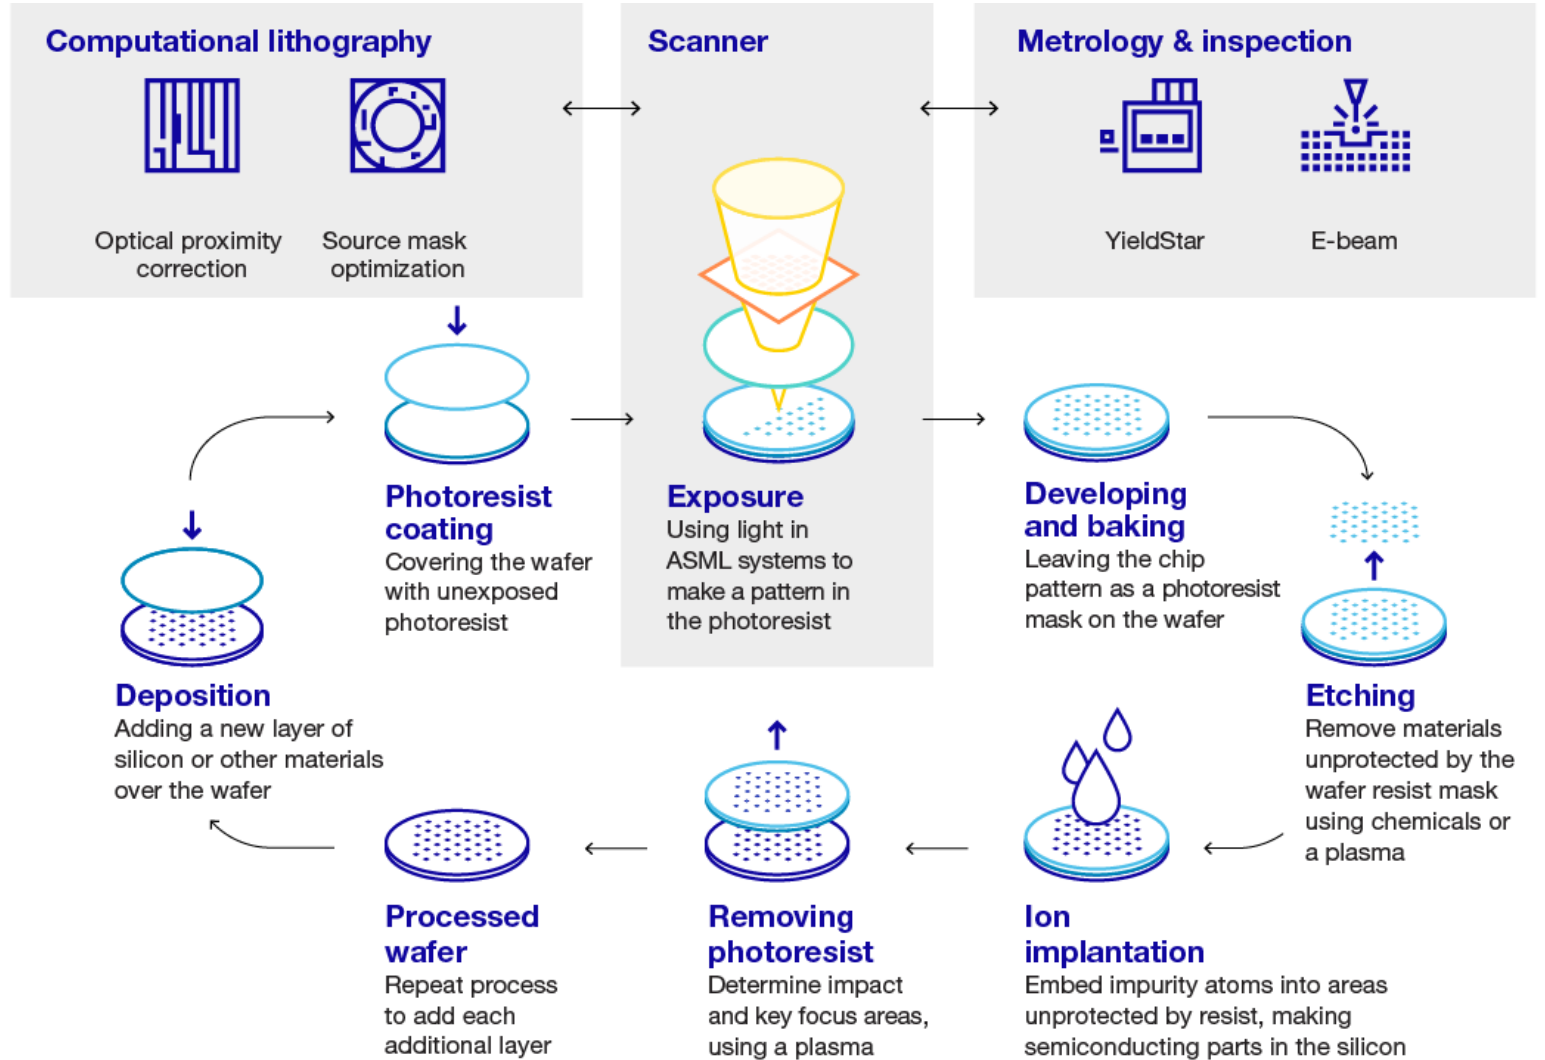 Computational lithography
Optical proximity
correction
Source mask
optimization
Scanner
Metrology & inspection
YieldStar
E-beam
Deposition
Adding a new layer of
silicon or other materials
over the wafer
Photoresist
coating
Covering the wafer
with unexposed
photoresist
Exposure
Using light in
ASML systems to
make a pattern in
the photoresist
Developing
and baking
Leaving the chip
pattern as a photoresist
mask on the wafer
Etching
Remove materials
unprotected by the
wafer resist mask
using chemicals or
a plasma
Ion
implantation
Embed impurity atoms into areas
unprotected by resist, making
semiconducting parts in the silicon
Removing
photoresist
Determine impact
and key focus areas,
using a plasma
Processed
wafer
Repeat process
to add each
additional layer